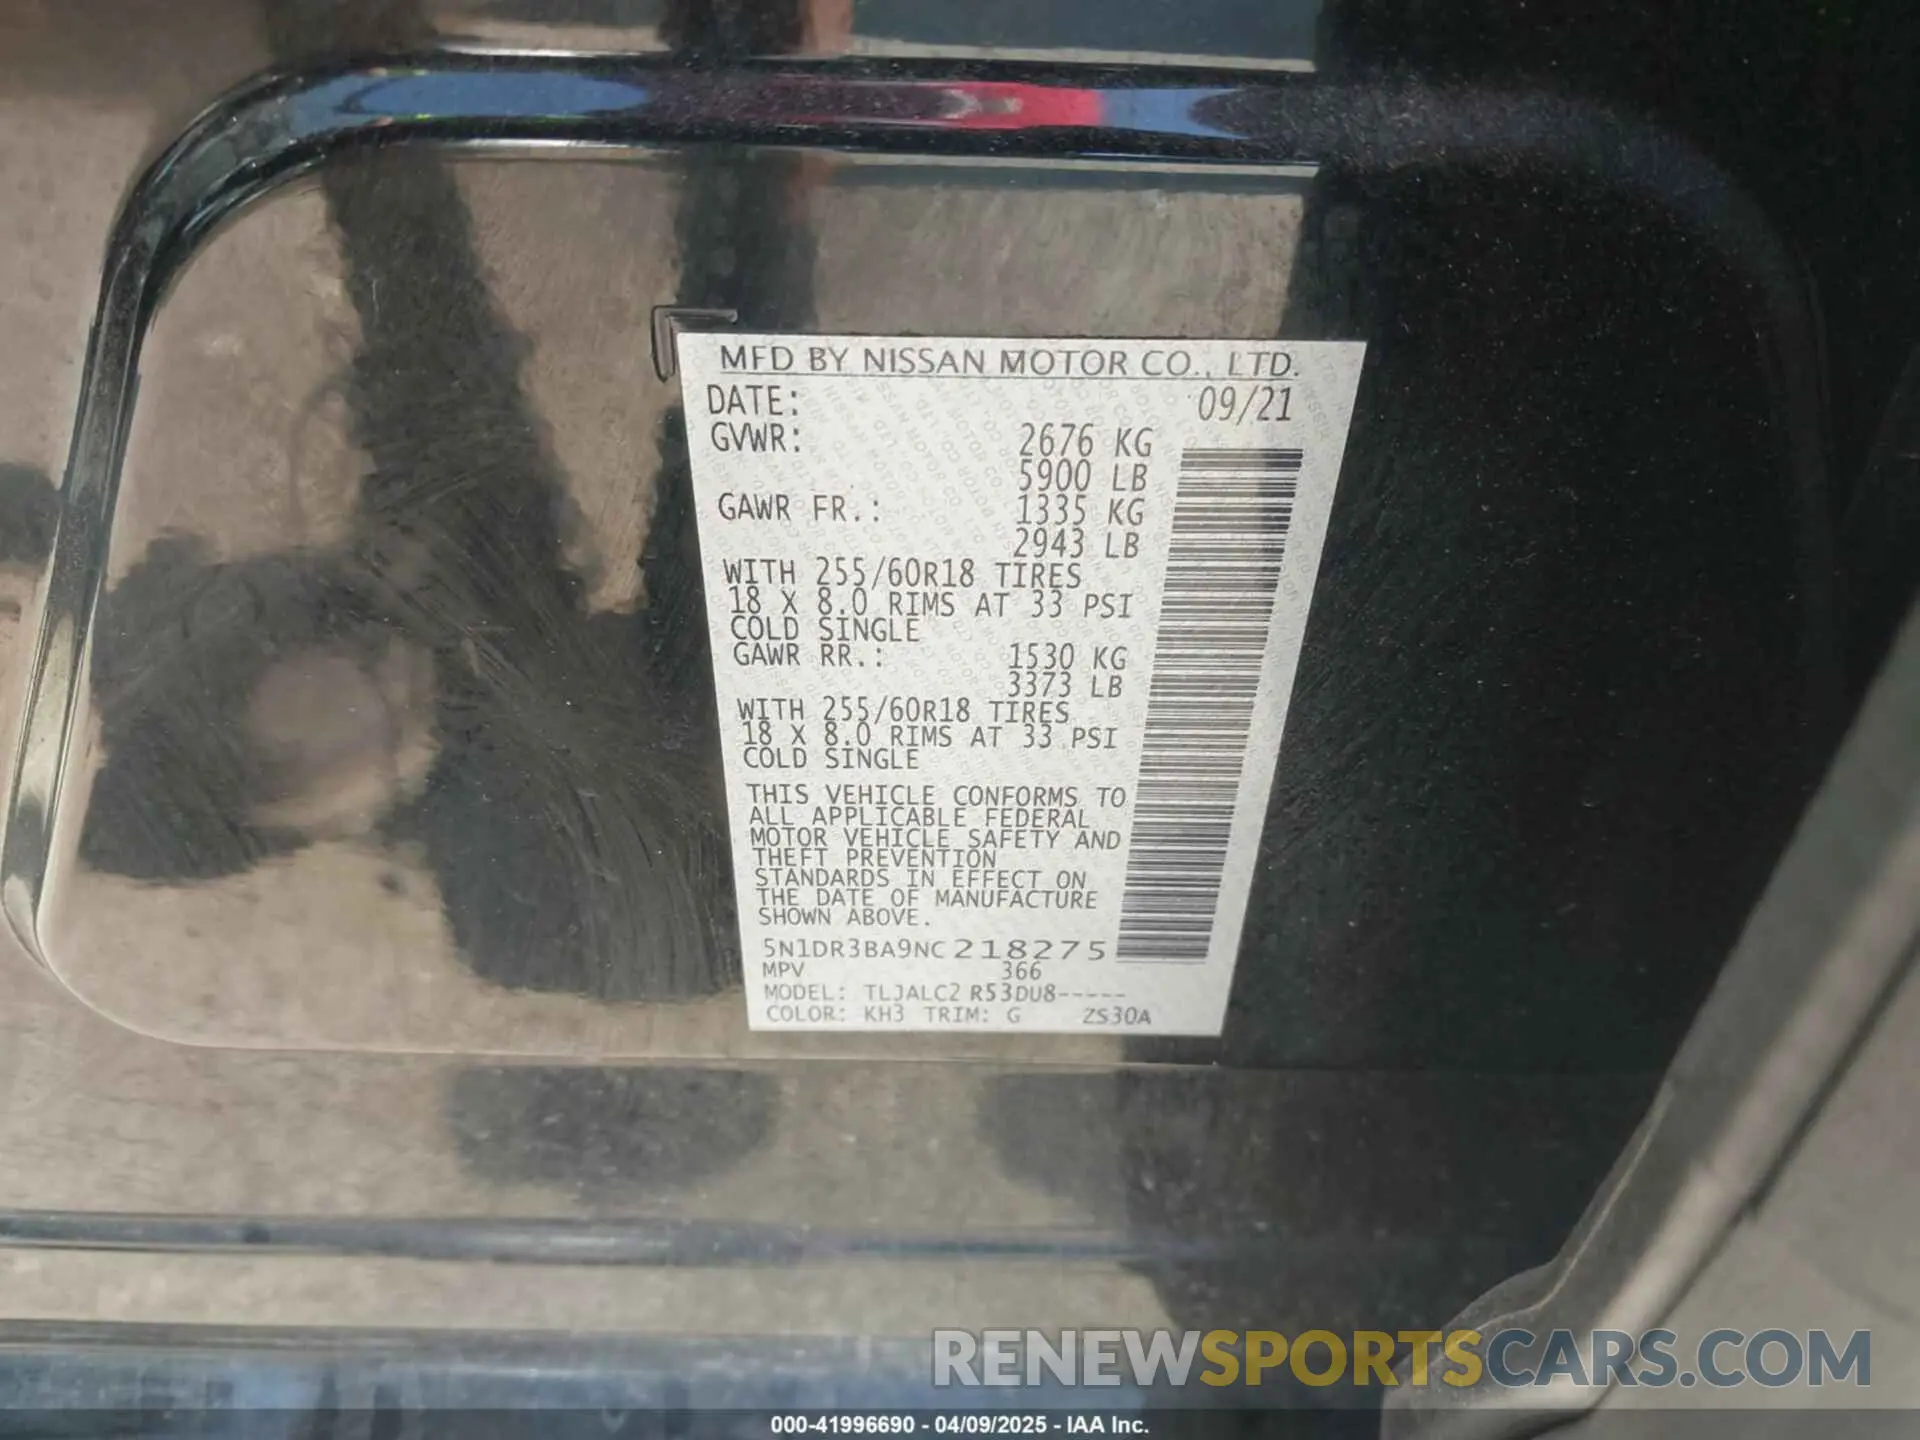 MFD BY NISSAN MOTOR CO., LTD.
DATE: 09/21
GVWR: 2676 KG
5900 LB
GAWR FR.: 1335 KG
2943 LB
WITH 255/60R18 TIRES
18 X 8.0 RIMS AT 33 PSI
COLD SINGLE
GAWR RR.: 1530 KG
3373 LB
WITH 255/60R18 TIRES
18 X 8.0 RIMS AT 33 PSI
COLD SINGLE
THIS VEHICLE CONFORMS TO
ALL APPLICABLE FEDERAL
MOTOR VEHICLE SAFETY AND
THEFT PREVENTION
STANDARDS IN EFFECT ON
THE DATE OF MANUFACTURE
SHOWN ABOVE.
5N1DR3BA9NC218275
MPV 366
MODEL: TLJALC2 R53DU8-----
COLOR: KH3 TRIM: G ZS30A
RENEWSPORTSCARS.COM
000-41996690 - 04/09/2025 - IAA Inc.